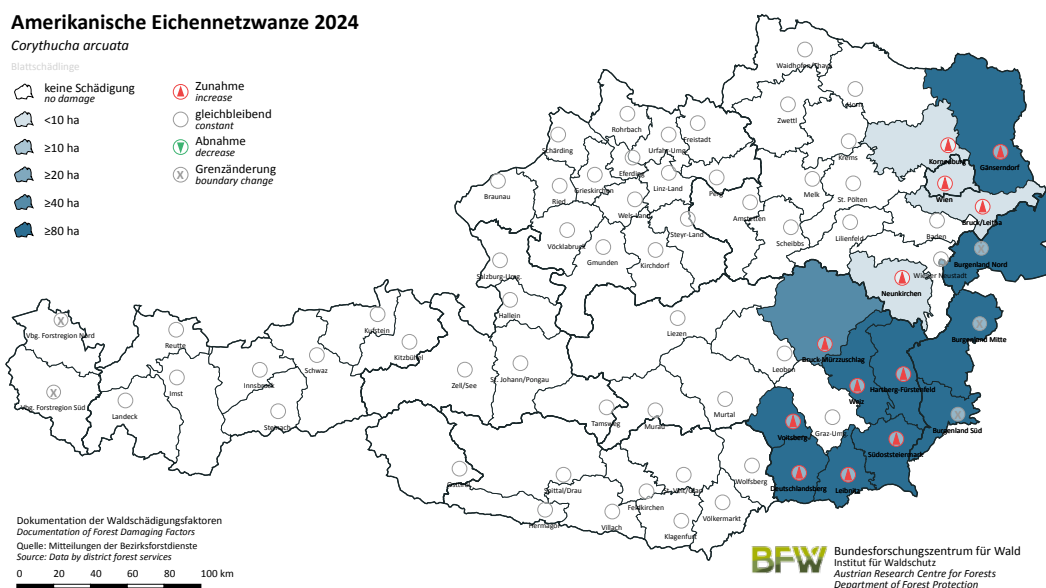 Amerikanische Eichennetzwanze 2024
Corythucha arcuata
Blattschädlinge
keine Schädigung
no damage
<10 ha
≥10 ha
≥20 ha
≥40 ha
≥80 ha
Zunahme
increase
gleichbleibend
constant
Abnahme
decrease
Grenzänderung
boundary change
Waidhofen/Thaya
Horn
Zwettl
Krems
Korneuburg
Gänserndorf
Wien
Bruck/Leitha
Rohrbach
Freistadt
Schärding
Urfahr-Umg.
Eferding
Grieskirchen
Linz-Land
Perg
Braunau
Ried
Wels-Land
Melk
St. Pölten
Amstetten
Steyr-Land
Scheibbs
Lilienfeld
Baden
Vöcklabruck
Gmunden
Kirchdorf
Wiener Neustadt
Burgenland Nord
Salzburg-Umg.
Neunkirchen
Hallein
Liezen
Burgenland Mitte
Vbg. Forstregion Nord
Reutte
Kufstein
Kitzbühel
Schwaz
Innsbruck
Imst
Zell/See
St. Johann/Pongau
Leoben
Bruck-Mürzzuschlag
Hartberg-Fürstenfeld
Weiz
Vbg. Forstregion Süd
Landeck
Steinach
Tamsweg
Murau
Murtal
Voitsberg
Graz-Umg.
Burgenland Süd
Südoststeiermark
Osttirol
Spittal/Drau
St. Veit/Glan
Wolfsberg
Deutschlandsberg
Leibnitz
Hermagor
Villach
Feldkirchen
Klagenfurt
Völkermarkt
Dokumentation der Waldschädigungsfaktoren
Documentation of Forest Damaging Factors
Quelle: Mitteilungen der Bezirksforstdienste
Source: Data by district forest services
0 20 40 60 80 100 km
BFW
Bundesforschungszentrum für Wald
Institut für Waldschutz
Austrian Research Centre for Forests
Department of Forest Protection